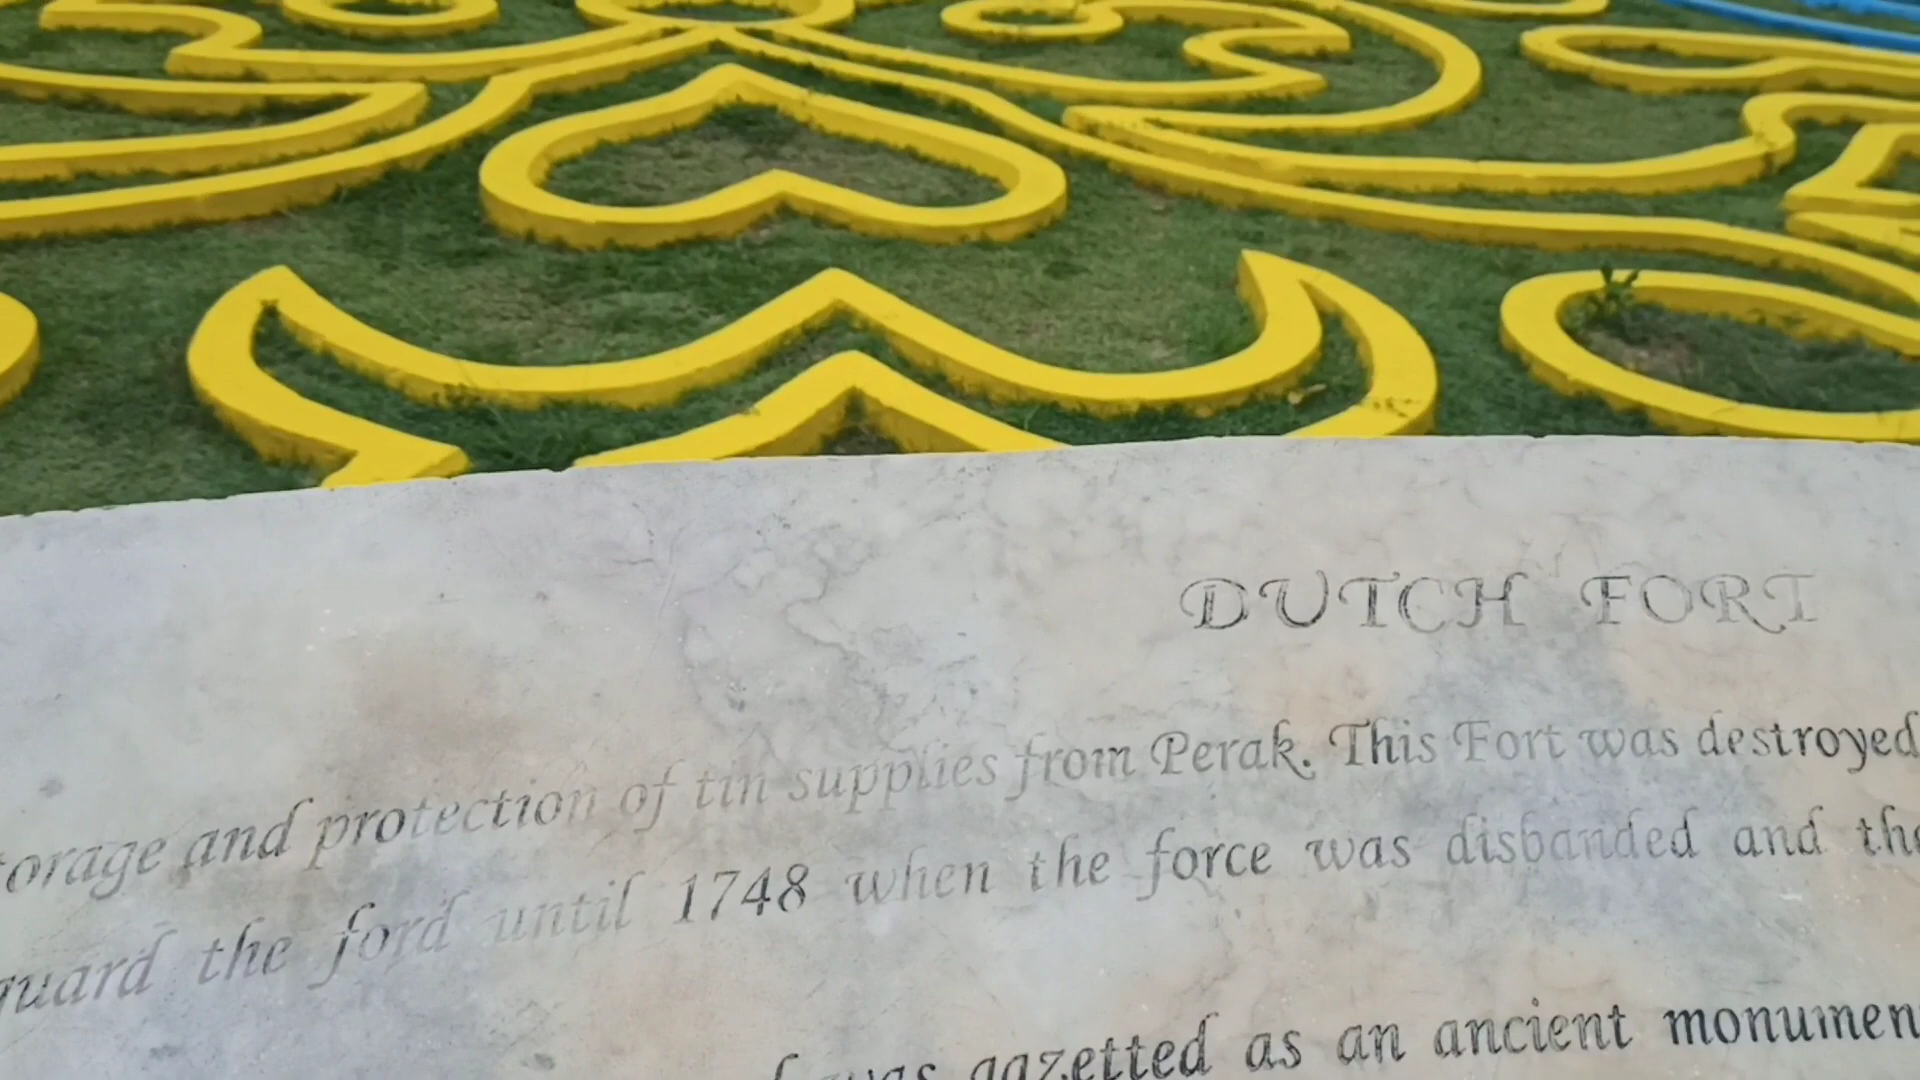 DUTCH FORT
torage and protection of tin supplies from Perak. This Fort was destroyed
guard the ford until 1748 when the force was disbanded and the
was gazetted as an ancient monumen